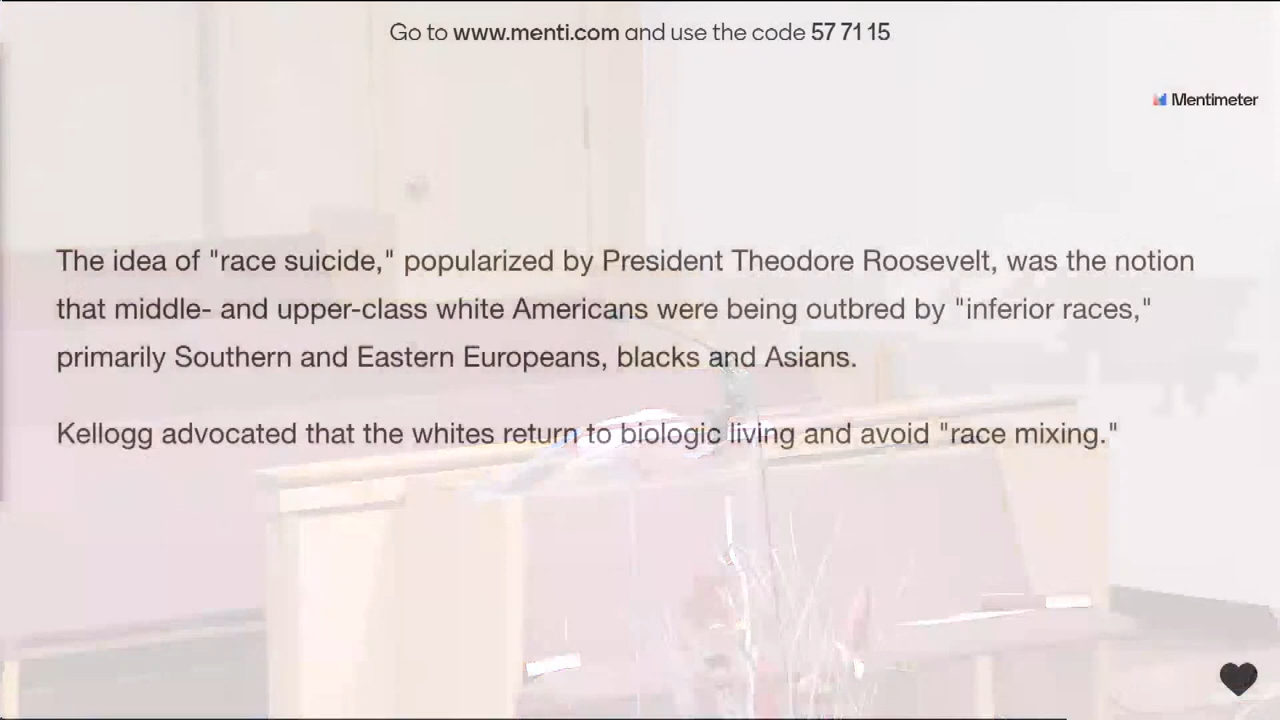 Go to www.menti.com and use the code 57 71 15
Mentimeter
The idea of "race suicide," popularized by President Theodore Roosevelt, was the notion
that middle- and upper-class white Americans were being outbred by "inferior races,"
primarily Southern and Eastern Europeans, blacks and Asians.
Kellogg advocated that the whites return to biologic living and avoid "race mixing."